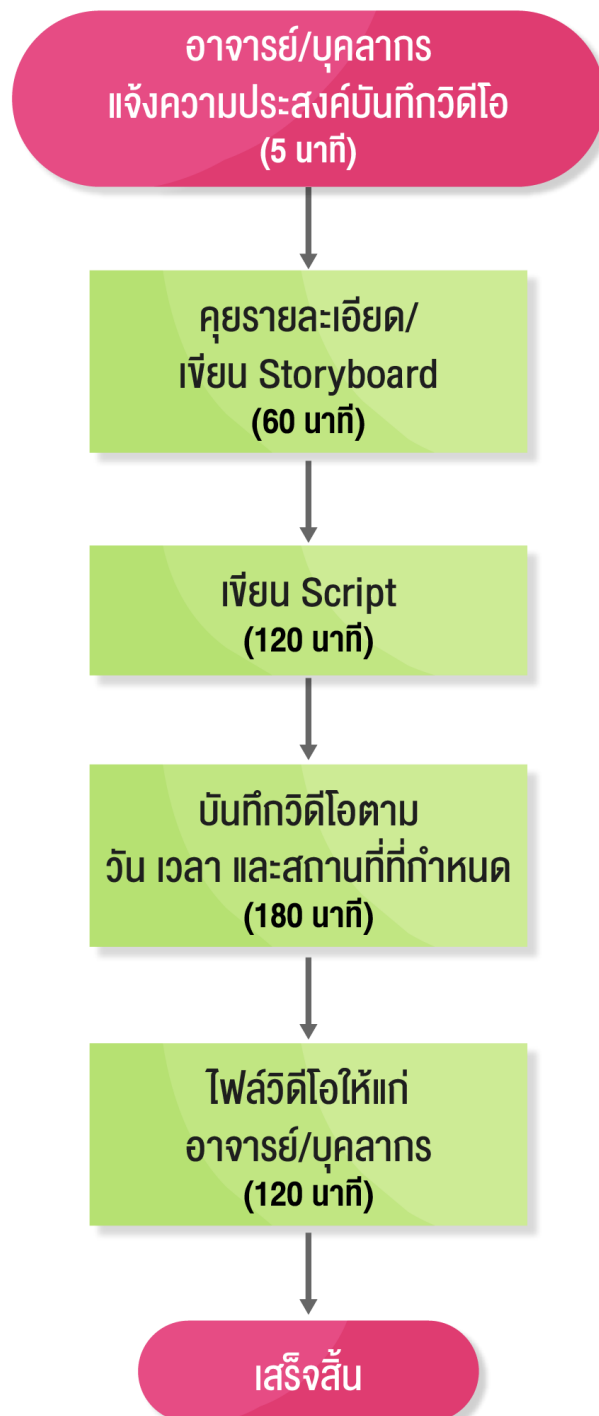 อาจารย์/บุคลากร
แจ้งความประสงค์บันทึกวิดีโอ
(5 นาที)
คุยรายละเอียด/
เขียน Storyboard
(60 นาที)
เขียน Script
(120 นาที)
บันทึกวิดีโอตาม
วัน เวลา และสถานที่ที่กำหนด
(180 นาที)
ไฟล์วิดีโอให้แก่
อาจารย์/บุคลากร
(120 นาที)
เสร็จสิ้น